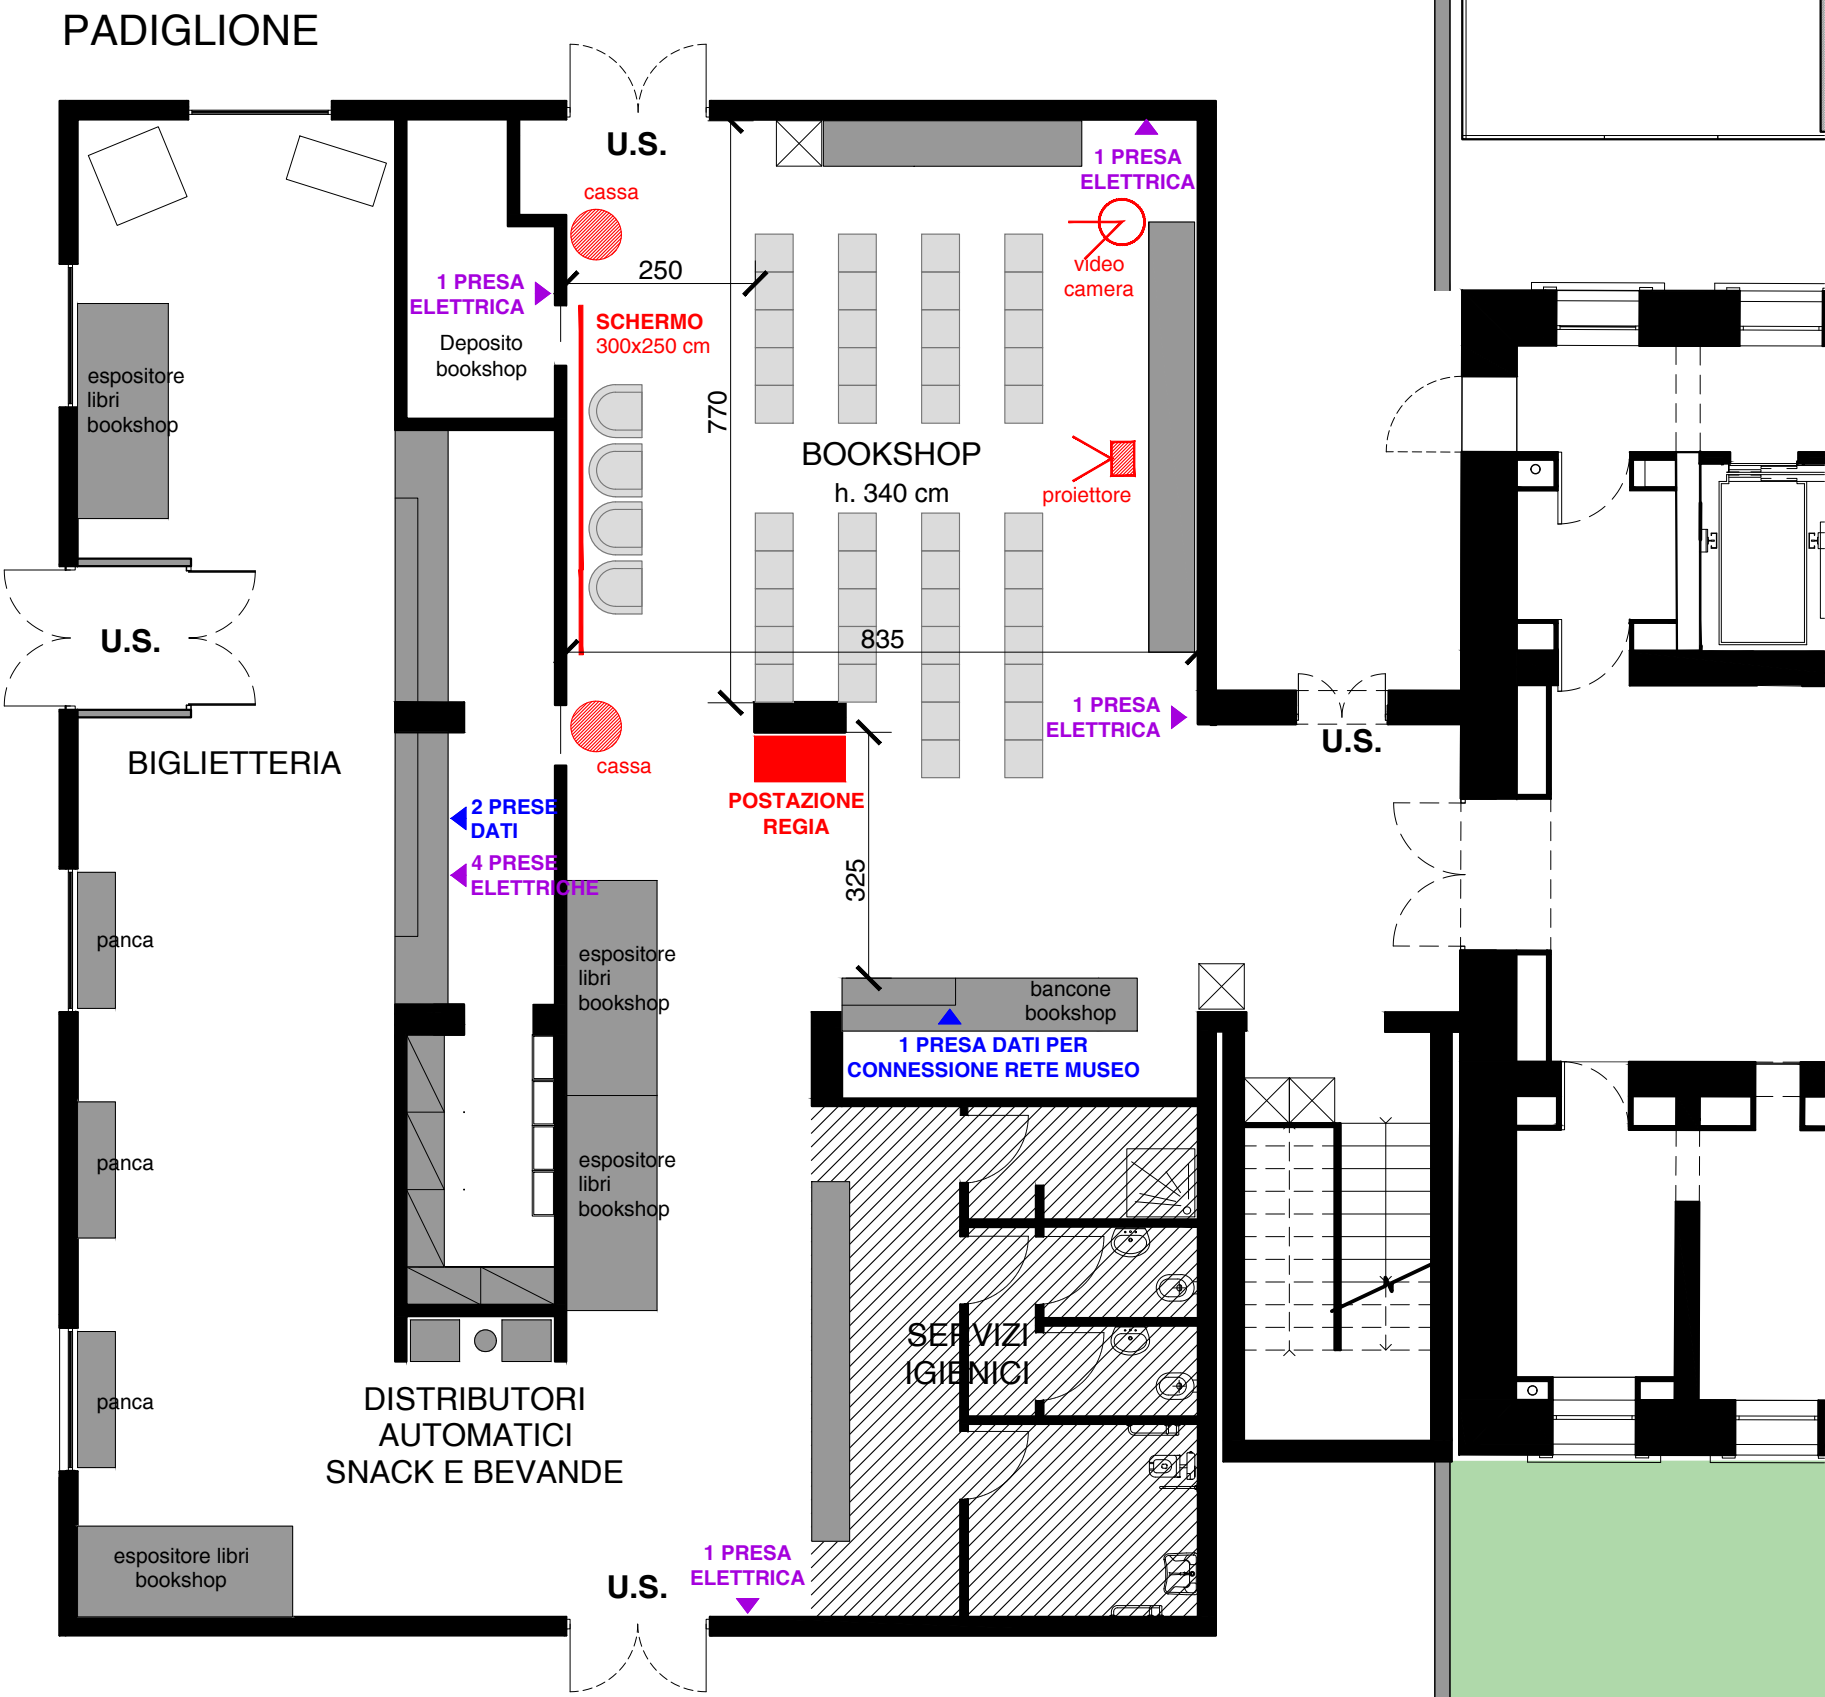 PADIGLIONE
U.S.
1 PRESA
ELETTRICA
cassa
video
camera
250
1 PRESA
ELETTRICA
SCHERMO
300x250 cm
Deposito
bookshop
espositore
libri
bookshop
770
BOOKSHOP
h. 340 cm
proiettore
U.S.
835
1 PRESA
ELETTRICA
U.S.
BIGLIETTERIA
cassa
POSTAZIONE
REGIA
2 PRESE
DATI
4 PRESE
ELETTRICHE
325
panca
espositore
libri
bookshop
bancone
bookshop
1 PRESA DATI PER
CONNESSIONE RETE MUSEO
panca
espositore
libri
bookshop
SERVIZI
IGIENICI
panca
DISTRIBUTORI
AUTOMATICI
SNACK E BEVANDE
espositore libri
bookshop
U.S.
1 PRESA
ELETTRICA